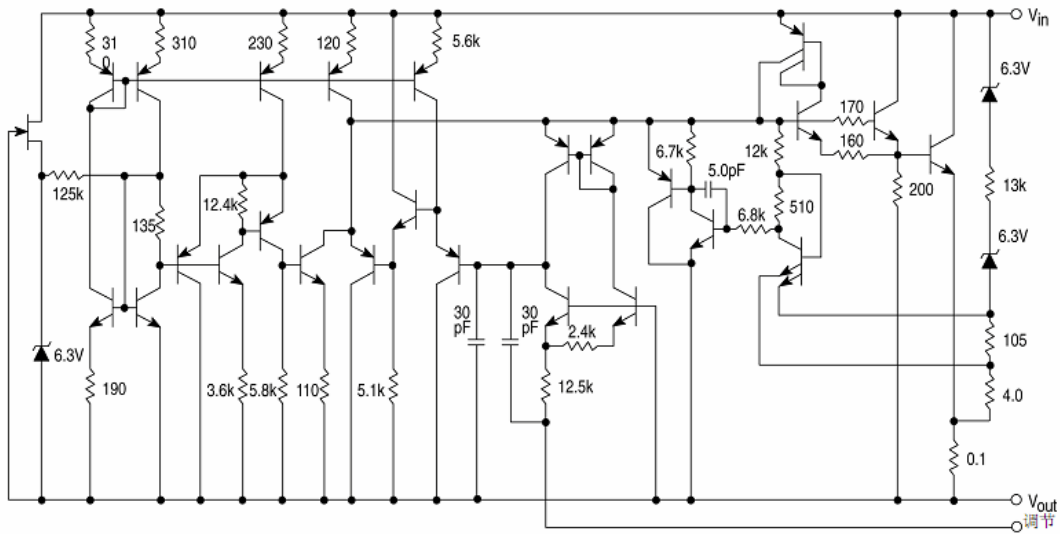 Vin
31
0
310
230
120
5.6k
6.3V
170
160
6.7k
12k
5.0pF
125k
12.4k
200
13k
135
6.8k
510
6.3V
30
pF
30
pF
2.4k
105
6.3V
190
3.6k
5.8k
110
5.1k
12.5k
4.0
0.1
Vout
调节